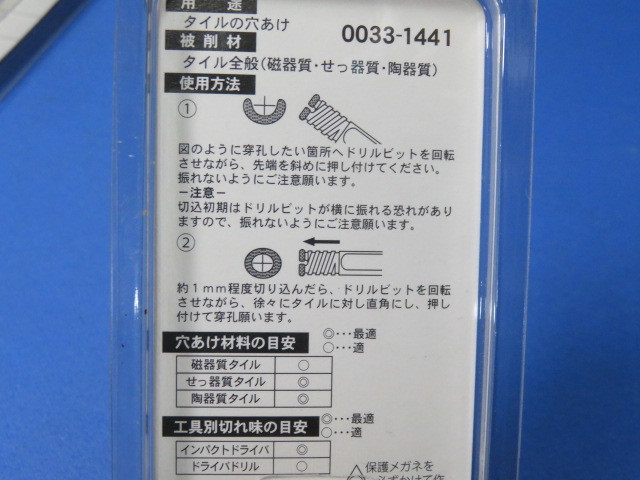 用 途
タイルの穴あけ
被削材
0033-1441
タイル全般(磁器質・せっ器質・陶器質)
使用方法
①
図のように穿孔したい箇所へドリルビットを回転
させながら、先端を斜めに押し付けてください。
振れないようにご注意願います。
－注意－
切込初期はドリルビットが横に振れる恐れがあり
ますので、振れないようにご注意願います。
②
約1mm程度切り込んだら、ドリルビットを回転
させながら、徐々にタイルに対し直角にし、押し
付けて穿孔願います。
穴あけ材料の目安
◎・・・最適
○・・・適
磁器質タイル ○
せっ器質タイル ◎
陶器質タイル ◎
工具別切れ味の目安
◎・・・最適
○・・・適
インパクトドライバ ◎
ドライバドリル ○
保護メガネを
必ずかけて作